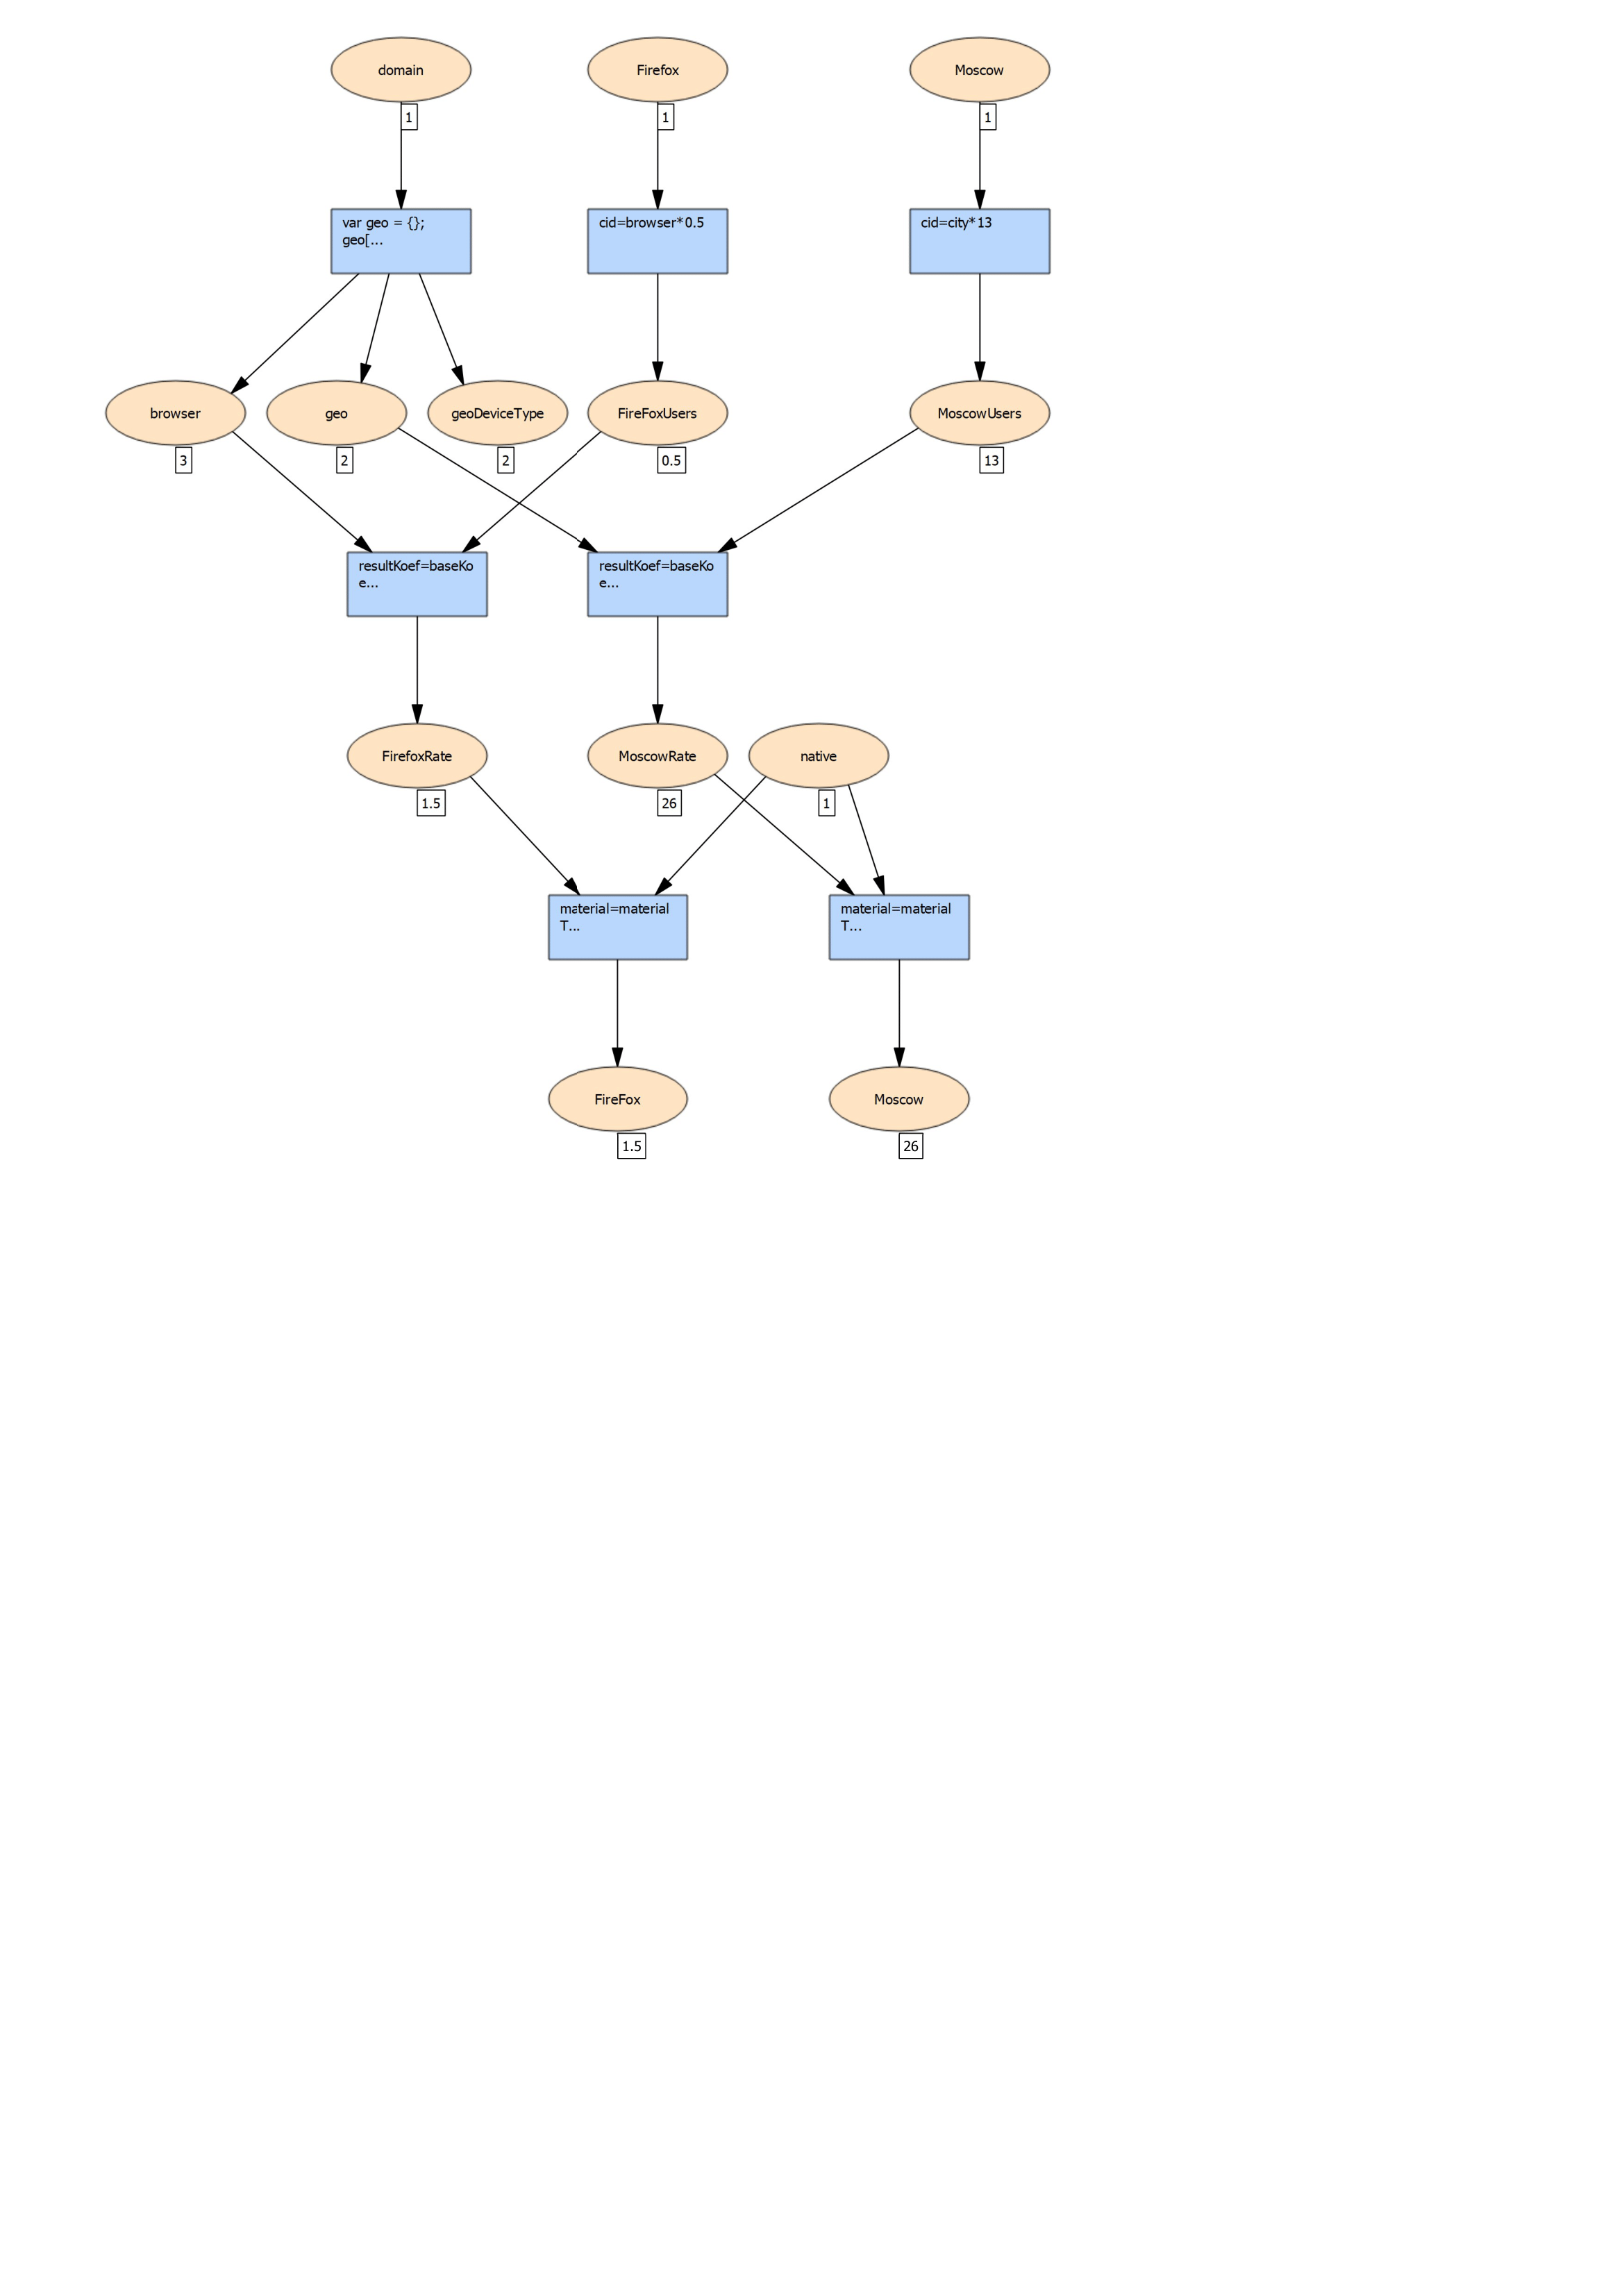 domain
Firefox
Moscow
1
1
1
var geo = {};
geo[...
cid=browser*0.5
cid=city*13
browser
geo
geoDeviceType
FireFoxUsers
MoscowUsers
3
2
2
0.5
13
resultKoef=baseKo
e...
resultKoef=baseKo
e...
FirefoxRate
MoscowRate
native
1.5
26
1
material=material
T...
material=material
T...
FireFox
Moscow
1.5
26